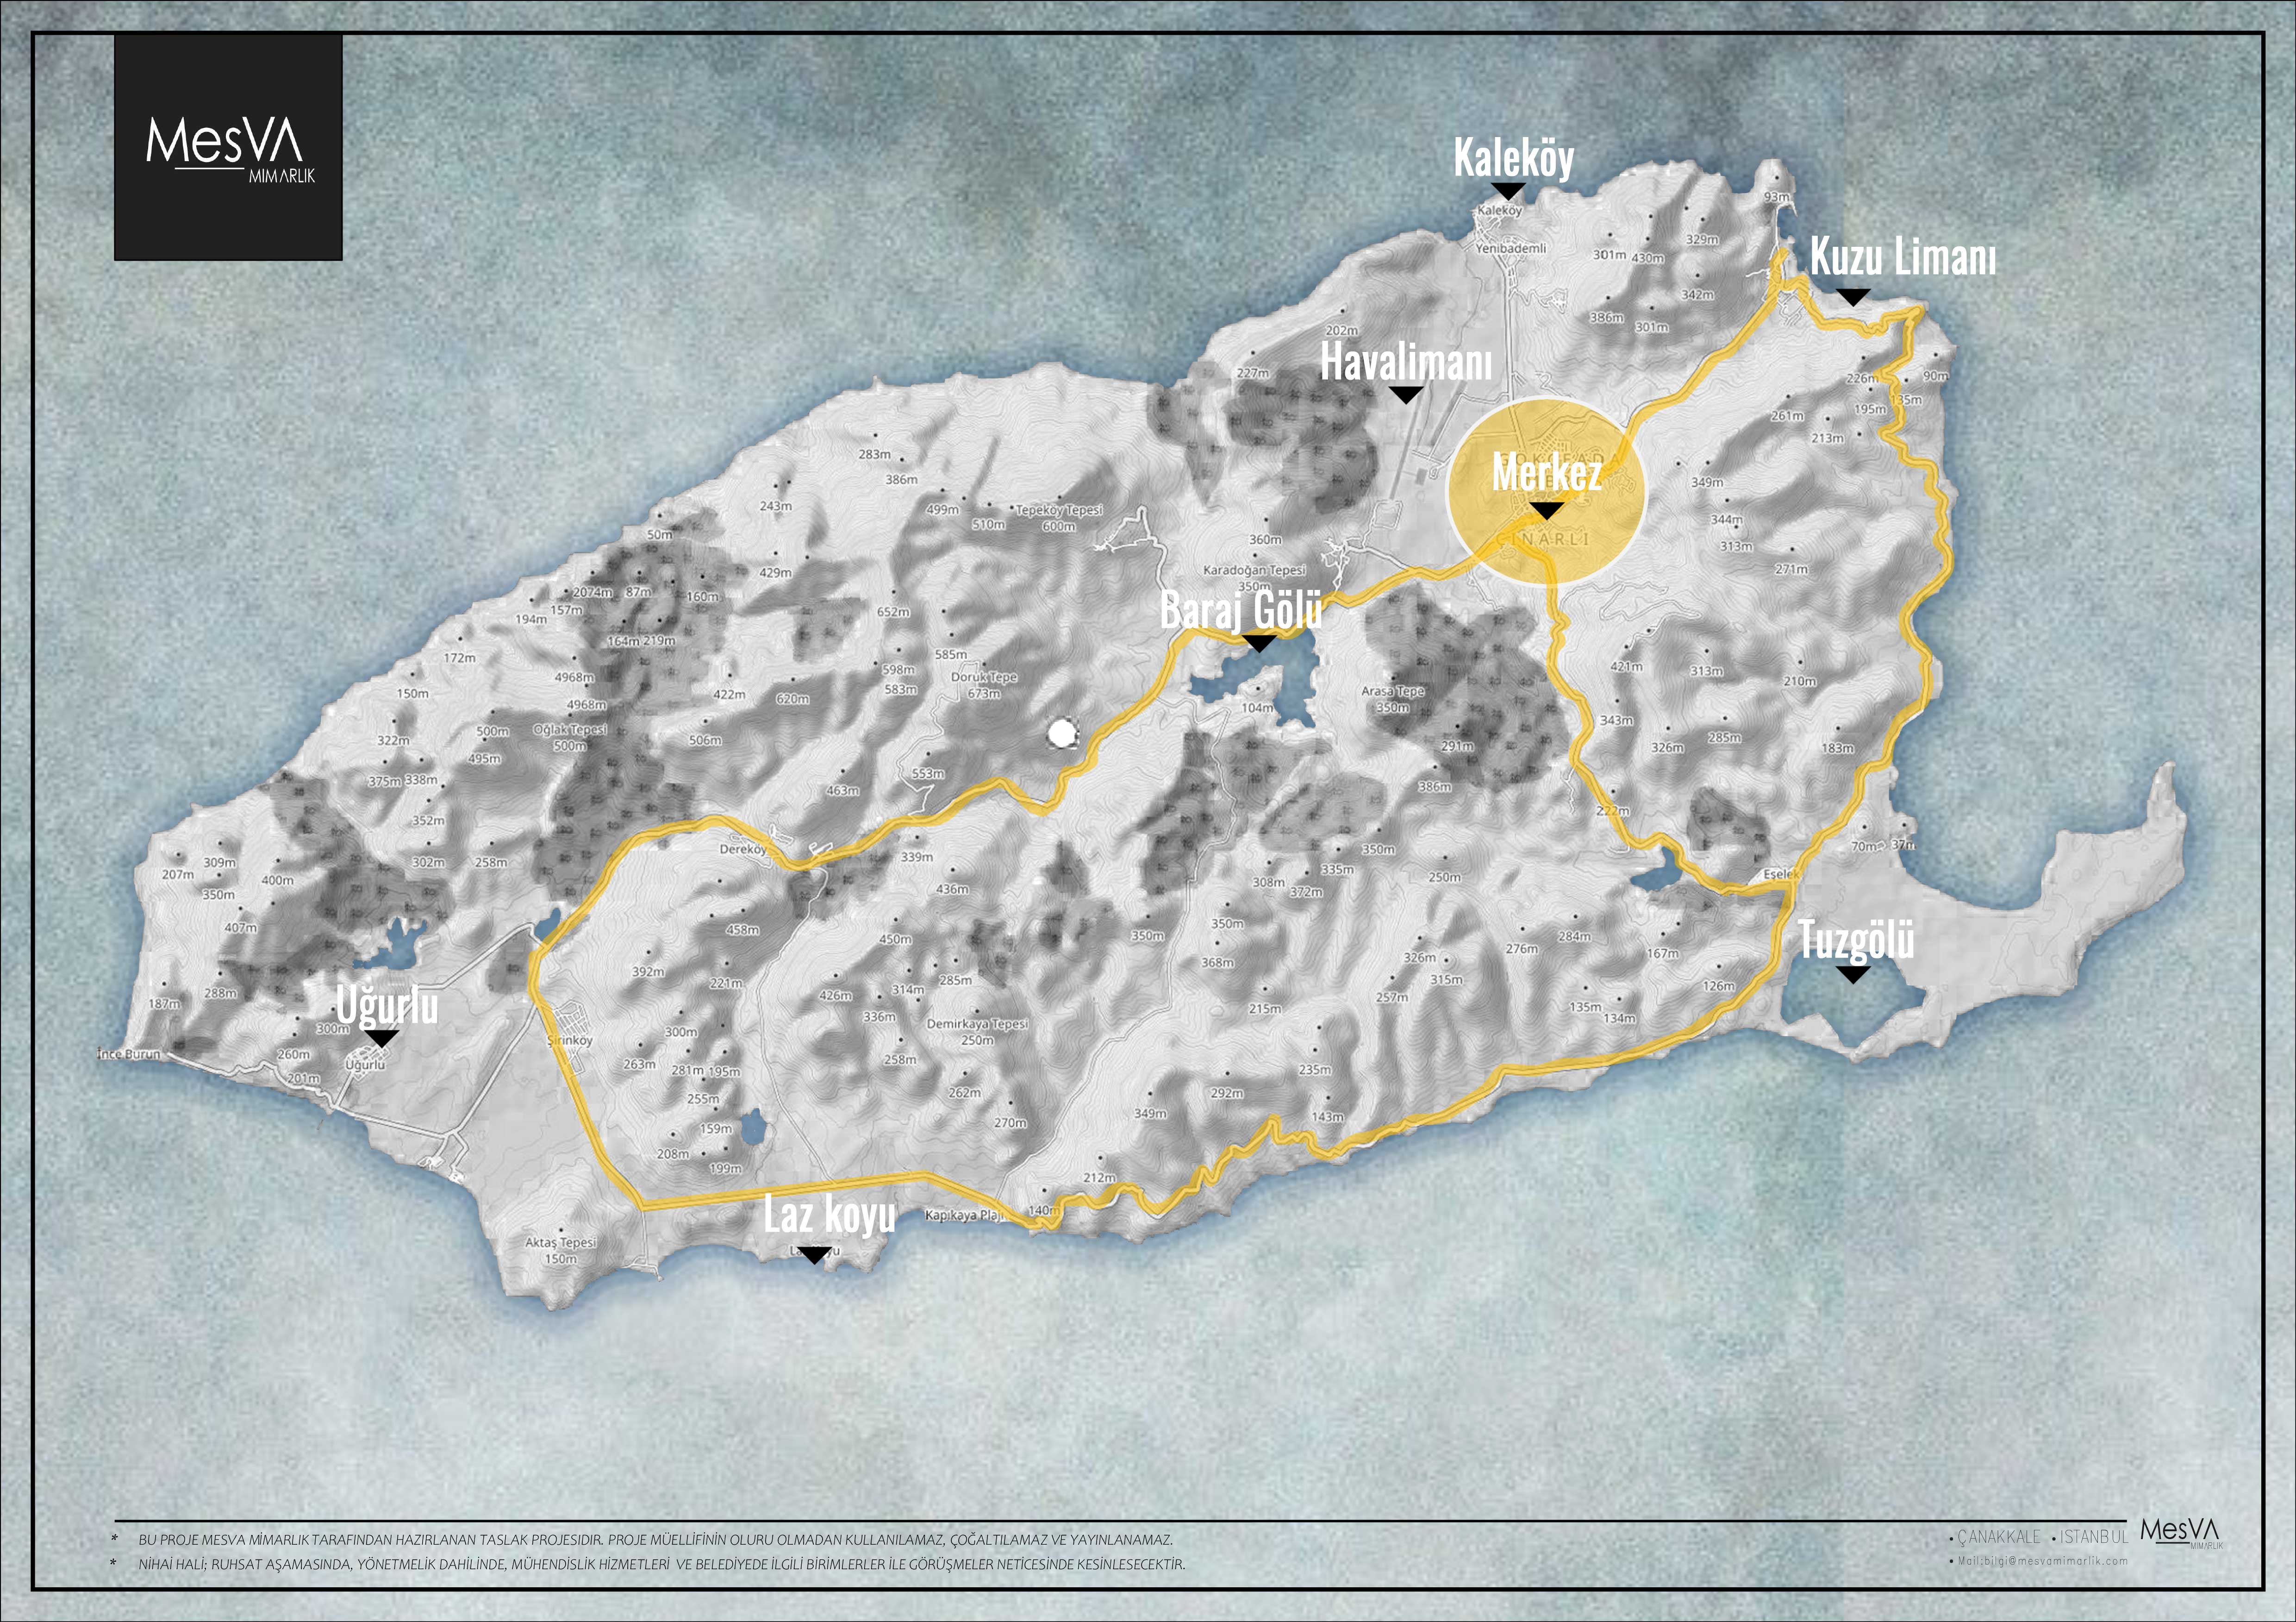 MesVA
MIMARLIK
Kaleköy
Kaleköy
Yenibademli
93m
329m
301m 430m
Kuzu Limanı
342m
386m
301m
202m
Havalimanı
227m
226m
90m
135m
195m
261m
213m
283m
386m
Merkez
349m
243m
499m
510m
Tepeköy Tepesi
600m
344m
313m
ÇINARLI
50m
360m
Karadoğan Tepesi
350m
271m
429m
2074m
87m
160m
157m
194m
652m
Baraj Gölü
164m
219m
172m
585m
598m
583m
Doruk Tepe
673m
421m
313m
210m
4968m
150m
422m
620m
104m
Arasa Tepe
350m
4968m
343m
322m
500m
Oğlak Tepesi
500m
506m
291m
326m
285m
183m
495m
375m 338m
553m
463m
386m
222m
352m
Dereköy
339m
350m
70m
37m
309m
302m
258m
207m
400m
350m
436m
308m
372m
335m
250m
Eşelek
407m
458m
450m
350m
350m
276m
284m
Tuzgölü
392m
221m
368m
326m
315m
167m
187m
288m
426m
314m
285m
257m
126m
Uğurlu
300m
336m
Demirkaya Tepesi
250m
215m
135m
134m
300m
Şirinköy
İnce Burun
260m
Uğurlu
201m
263m
281m
195m
258m
235m
255m
262m
292m
159m
270m
349m
143m
208m
199m
212m
Laz koyu
Kapıkaya Plajı
140m
Aktaş Tepesi
150m
* BU PROJE MESVA MİMARLIK TARAFINDAN HAZIRLANAN TASLAK PROJESIDIR. PROJE MÜELLİFİNİN OLURU OLMADAN KULLANILAMAZ, ÇOĞALTILAMAZ VE YAYINLANAMAZ.
* NİHAİ HALİ; RUHSAT AŞAMASINDA, YÖNETMELİK DAHİLİNDE, MÜHENDİSLİK HİZMETLERİ VE BELEDİYEDE İLGİLİ BİRİMLERLER İLE GÖRÜŞMELER NETİCESİNDE KESİNLESECEKTİR.
• ÇANAKKALE • ISTANBUL
• Mail:bilgi@mesvamimarlik.com
MesVA
MIMARLIK